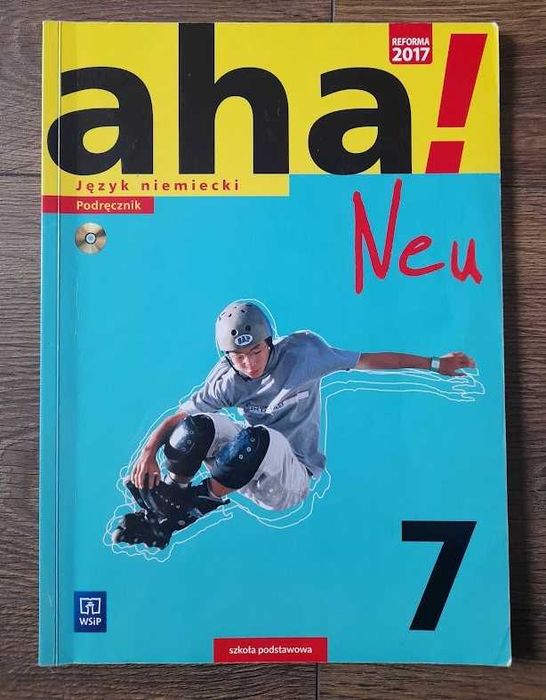 REFORMA
2017
aha!
Język niemiecki
Podręcznik
Neu
7
WSiP
szkoła podstawowa